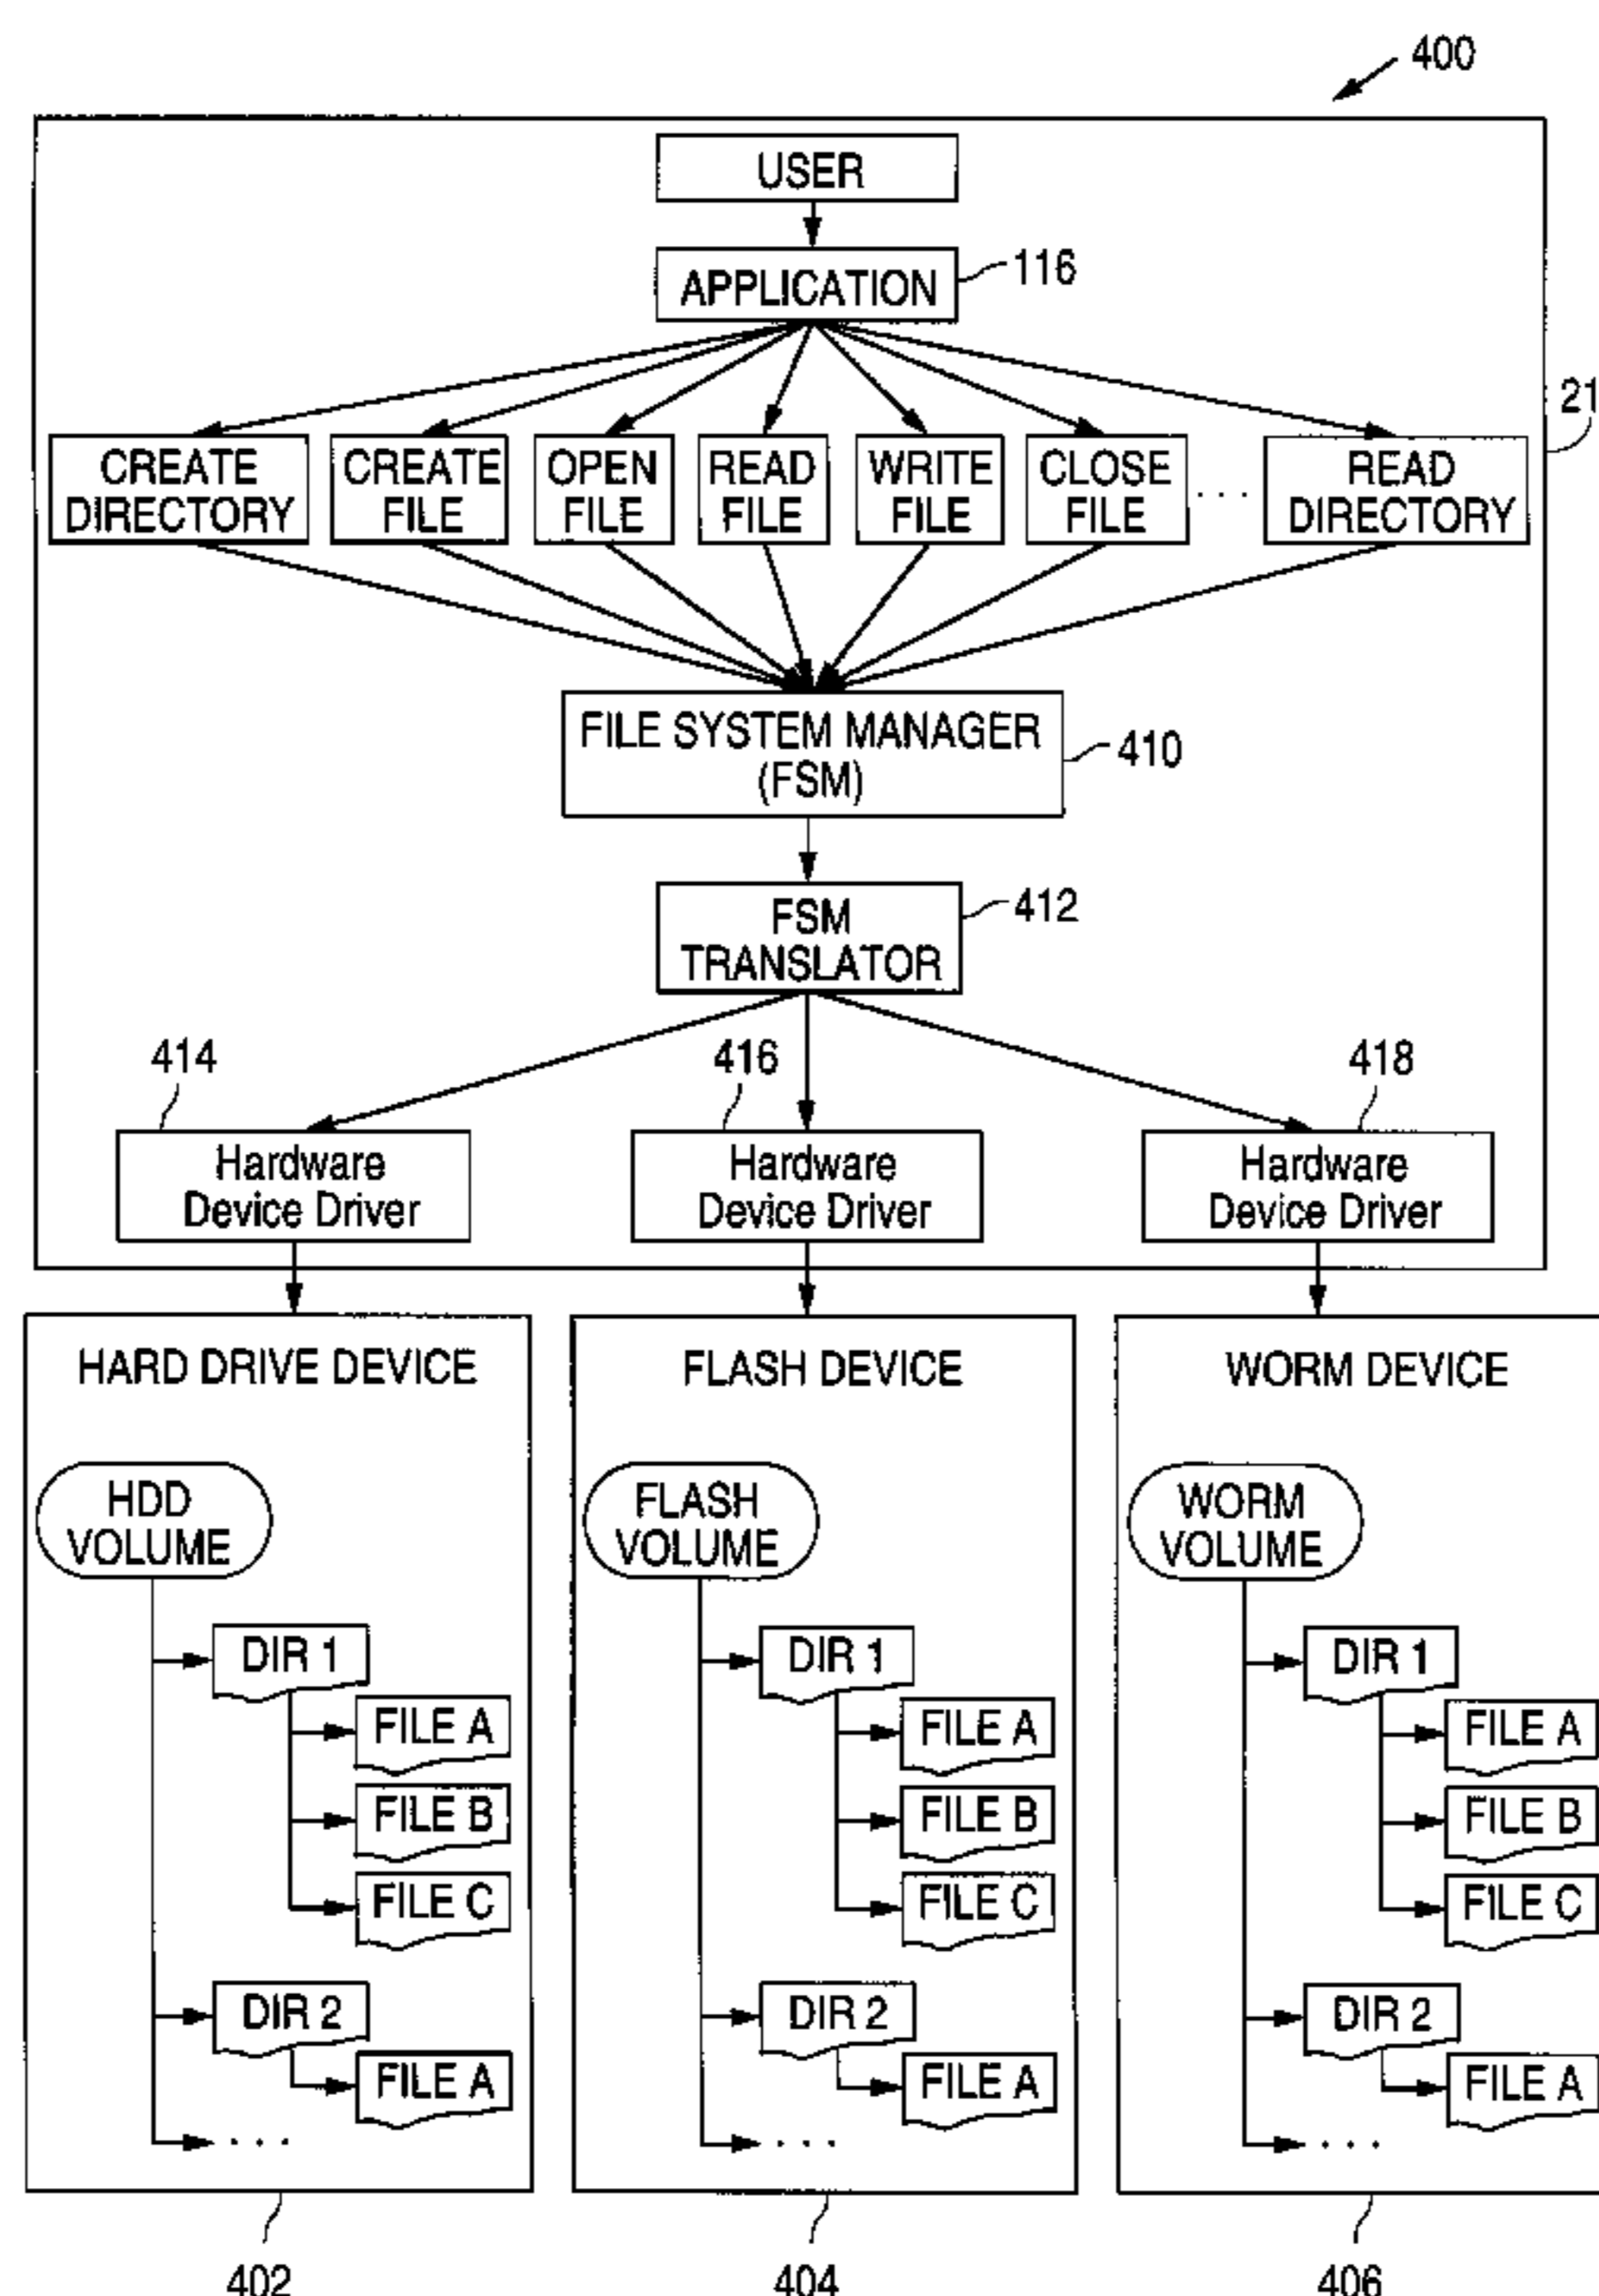 400
USER
APPLICATION
116
21
CREATE
DIRECTORY
CREATE
FILE
OPEN
FILE
READ
FILE
WRITE
FILE
CLOSE
FILE
. . .
READ
DIRECTORY
FILE SYSTEM MANAGER
(FSM)
410
FSM
TRANSLATOR
412
414
416
418
Hardware
Device Driver
Hardware
Device Driver
Hardware
Device Driver
HARD DRIVE DEVICE
HDD
VOLUME
DIR 1
FILE A
FILE B
FILE C
DIR 2
FILE A
. . .
402
FLASH DEVICE
FLASH
VOLUME
DIR 1
FILE A
FILE B
FILE C
DIR 2
FILE A
. . .
404
WORM DEVICE
WORM
VOLUME
DIR 1
FILE A
FILE B
FILE C
DIR 2
FILE A
. . .
406